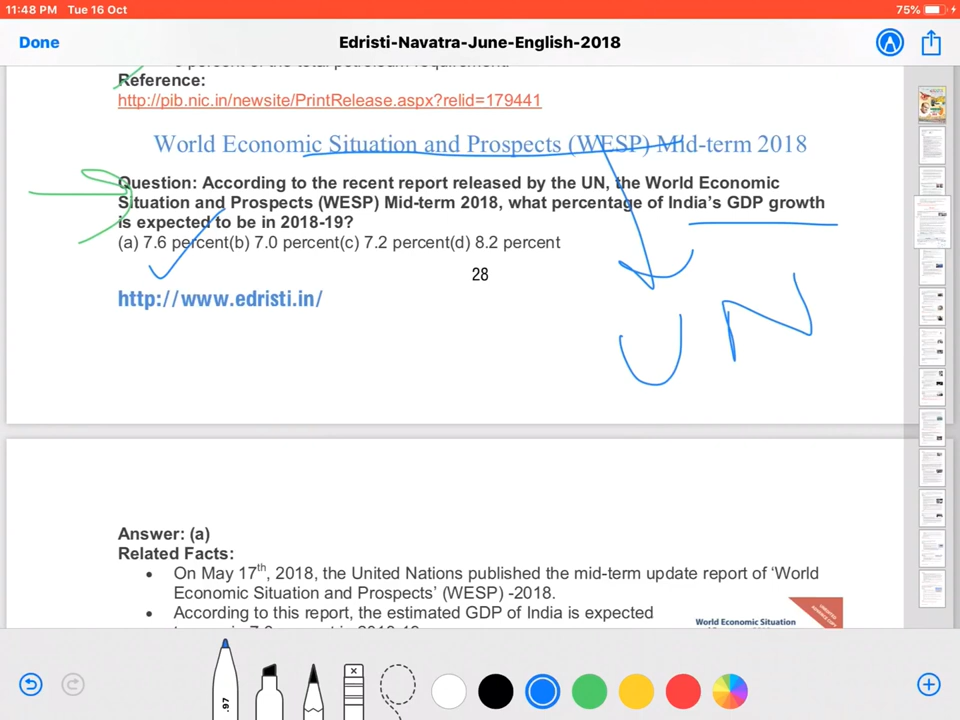 11:48 PM Tue 16 Oct 75%
Done Edristi-Navatra-June-English-2018
Reference:
http://pib.nic.in/newsite/PrintRelease.aspx?relid=179441
World Economic Situation and Prospects (WESP) Mid-term 2018
Question: According to the recent report released by the UN, the World Economic
Situation and Prospects (WESP) Mid-term 2018, what percentage of India's GDP growth
is expected to be in 2018-19?
(a) 7.6 percent(b) 7.0 percent(c) 7.2 percent(d) 8.2 percent
28
http://www.edristi.in/
UN
Answer: (a)
Related Facts:
• On May 17th, 2018, the United Nations published the mid-term update report of ‘World
Economic Situation and Prospects’ (WESP) -2018.
• According to this report, the estimated GDP of India is expected
World Economic Situation
.97